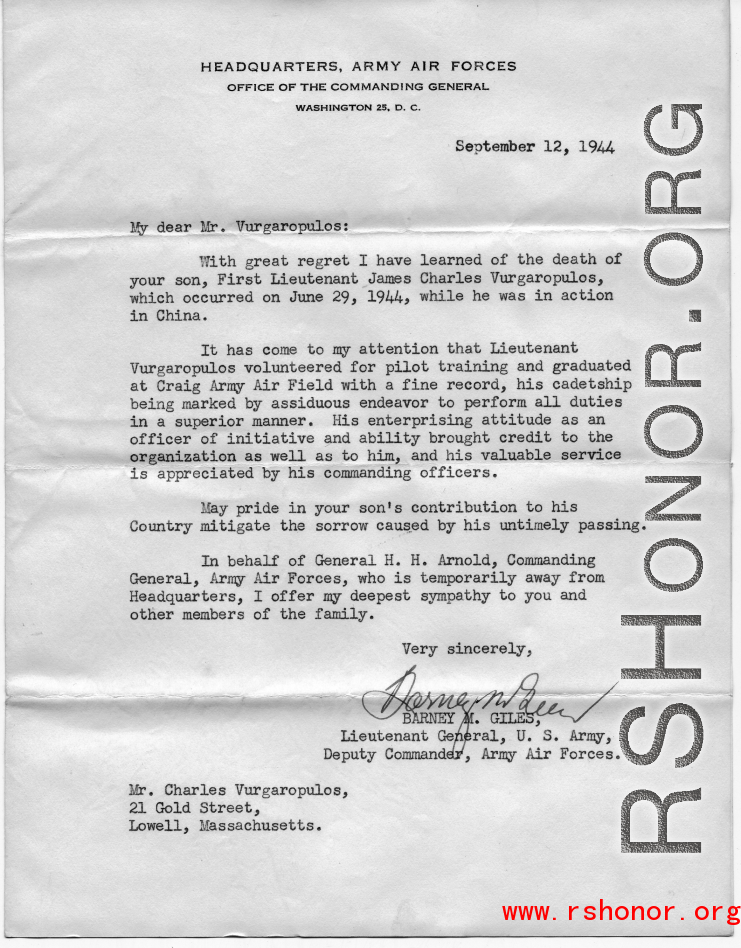 HEADQUARTERS, ARMY AIR FORCES
OFFICE OF THE COMMANDING GENERAL
WASHINGTON 25, D. C.
September 12, 1944
My dear Mr. Vurgaropulos:
With great regret I have learned of the death of
your son, First Lieutenant James Charles Vurgaropulos,
which occurred on June 29, 1944, while he was in action
in China.
It has come to my attention that Lieutenant
Vurgaropulos volunteered for pilot training and graduated
at Craig Army Air Field with a fine record, his cadetship
being marked by assiduous endeavor to perform all duties
in a superior manner. His enterprising attitude as an
officer of initiative and ability brought credit to the
organization as well as to him, and his valuable service
is appreciated by his commanding officers.
May pride in your son's contribution to his
Country mitigate the sorrow caused by his untimely passing.
In behalf of General H. H. Arnold, Commanding
General, Army Air Forces, who is temporarily away from
Headquarters, I offer my deepest sympathy to you and
other members of the family.
Very sincerely,
Barney M Giles
BARNEY M. GILES,
Lieutenant General, U. S. Army,
Deputy Commander, Army Air Forces.
Mr. Charles Vurgaropulos,
21 Gold Street,
Lowell, Massachusetts.
RSHONOR.ORG
www.rshonor.org